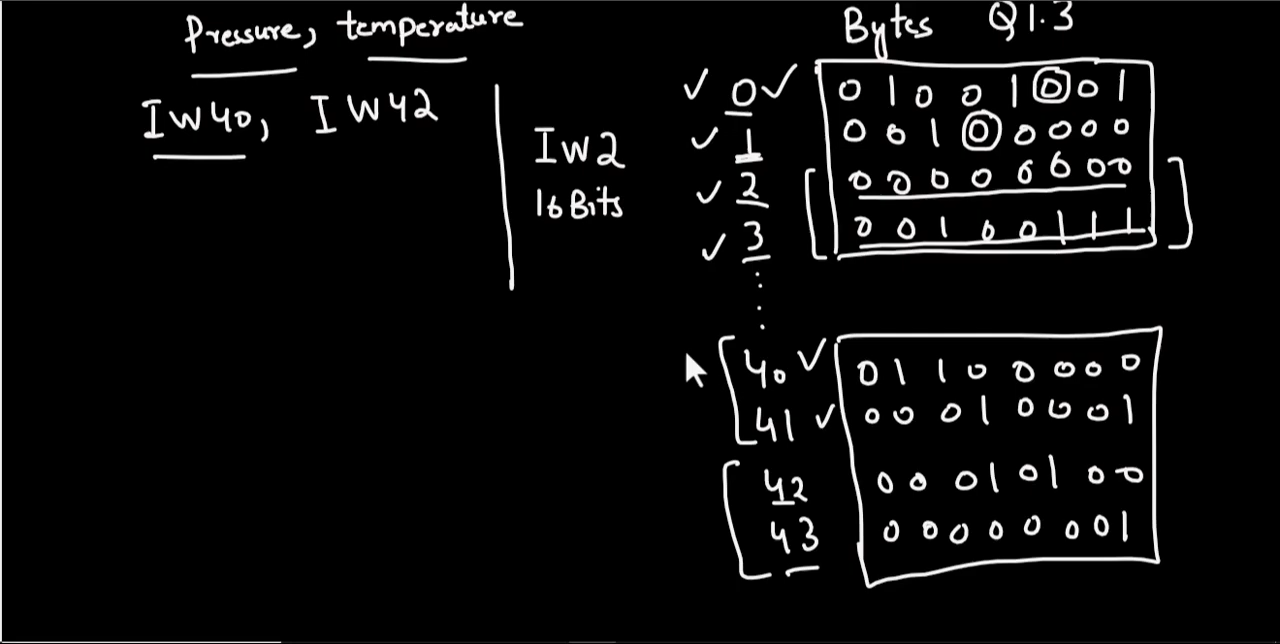 Pressure, temperature
IW40, IW42
IW2
16 Bits
Bytes Q1.3
0 0 1 0 0 1 0 0 1
1 0 0 1 0 0 0 0 0
2 0 0 0 0 0 0 0 0
3 0 0 1 0 0 1 1 1
40 0 1 1 0 0 0 0 0
41 0 0 0 1 0 0 0 1
42 0 0 0 1 0 1 0 0
43 0 0 0 0 0 0 0 1